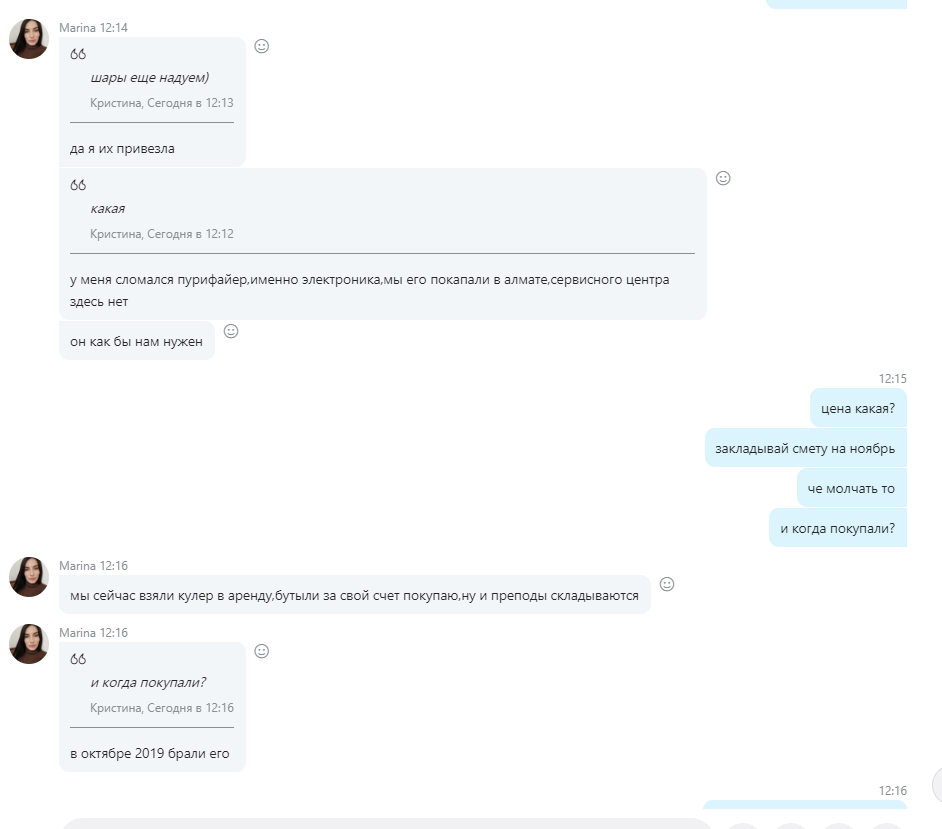 Marina 12:14
шары еще надуем)
Кристина, Сегодня в 12:13
да я их привезла
какая
Кристина, Сегодня в 12:12
у меня сломался пурифайер,именно электроника,мы его покапали в алмате,сервисного центра
здесь нет
он как бы нам нужен
12:15
цена какая?
закладывай смету на ноябрь
че молчать то
и когда покупали?
Marina 12:16
мы сейчас взяли кулер в аренду,бутыли за свой счет покупаю,ну и преподы складываются
Marina 12:16
и когда покупали?
Кристина, Сегодня в 12:16
в октябре 2019 брали его
12:16